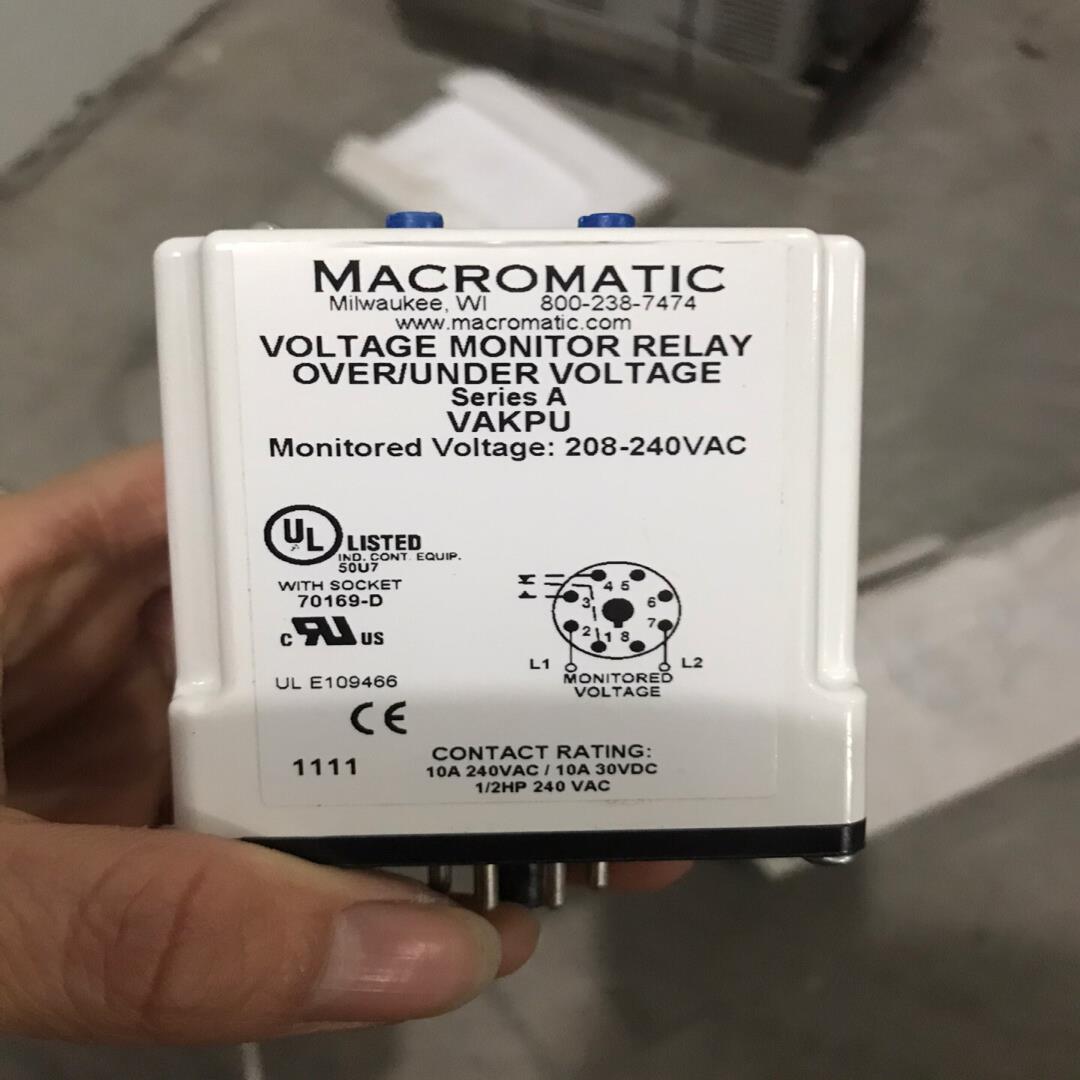 MACROMATIC
Milwaukee, WI 800-238-7474
www.macromatic.com
VOLTAGE MONITOR RELAY
OVER/UNDER VOLTAGE
Series A
VAKPU
Monitored Voltage: 208-240VAC
UL LISTED
IND. CONT. EQUIP.
50U7
WITH SOCKET
70169-D
C RU US
UL E109466
CE
1111
4 5
3 6
2 7
1 8
L1 L2
MONITORED
VOLTAGE
CONTACT RATING:
10A 240VAC / 10A 30VDC
1/2HP 240 VAC